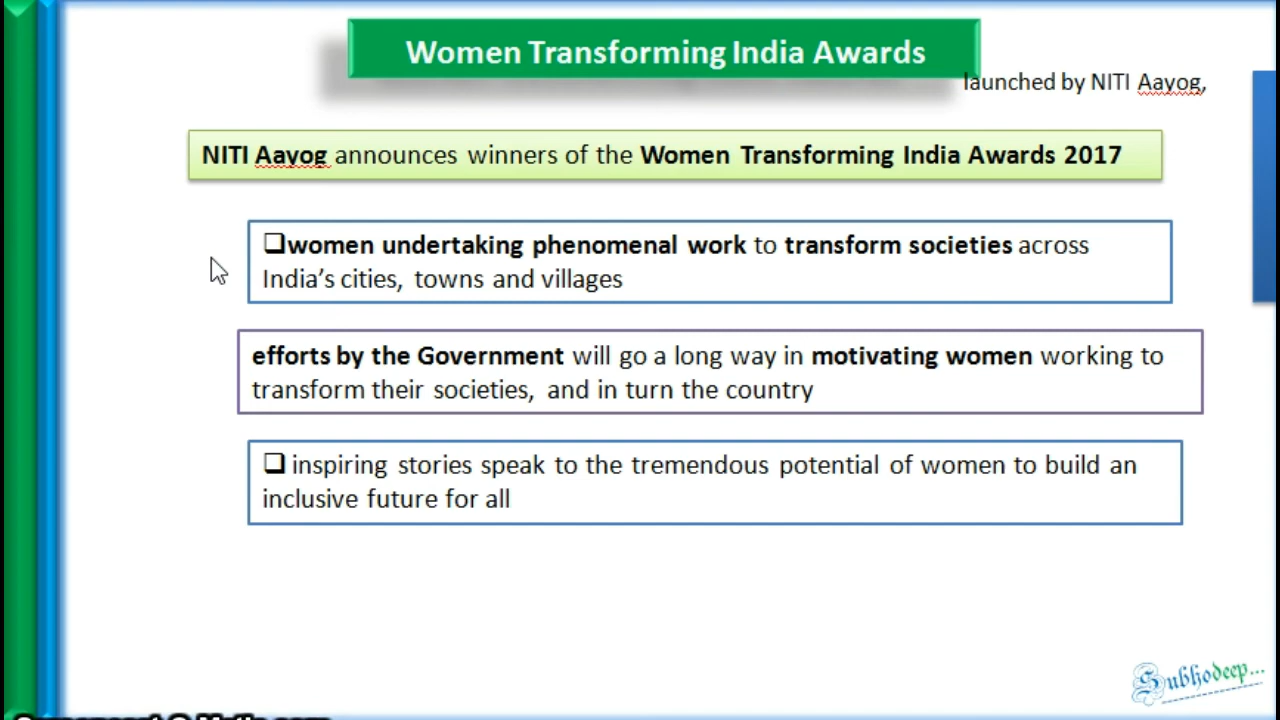 Women Transforming India Awards
launched by NITI Aayog,
NITI Aayog announces winners of the Women Transforming India Awards 2017
women undertaking phenomenal work to transform societies across
India’s cities, towns and villages
efforts by the Government will go a long way in motivating women working to
transform their societies, and in turn the country
inspiring stories speak to the tremendous potential of women to build an
inclusive future for all
Subhodeep...